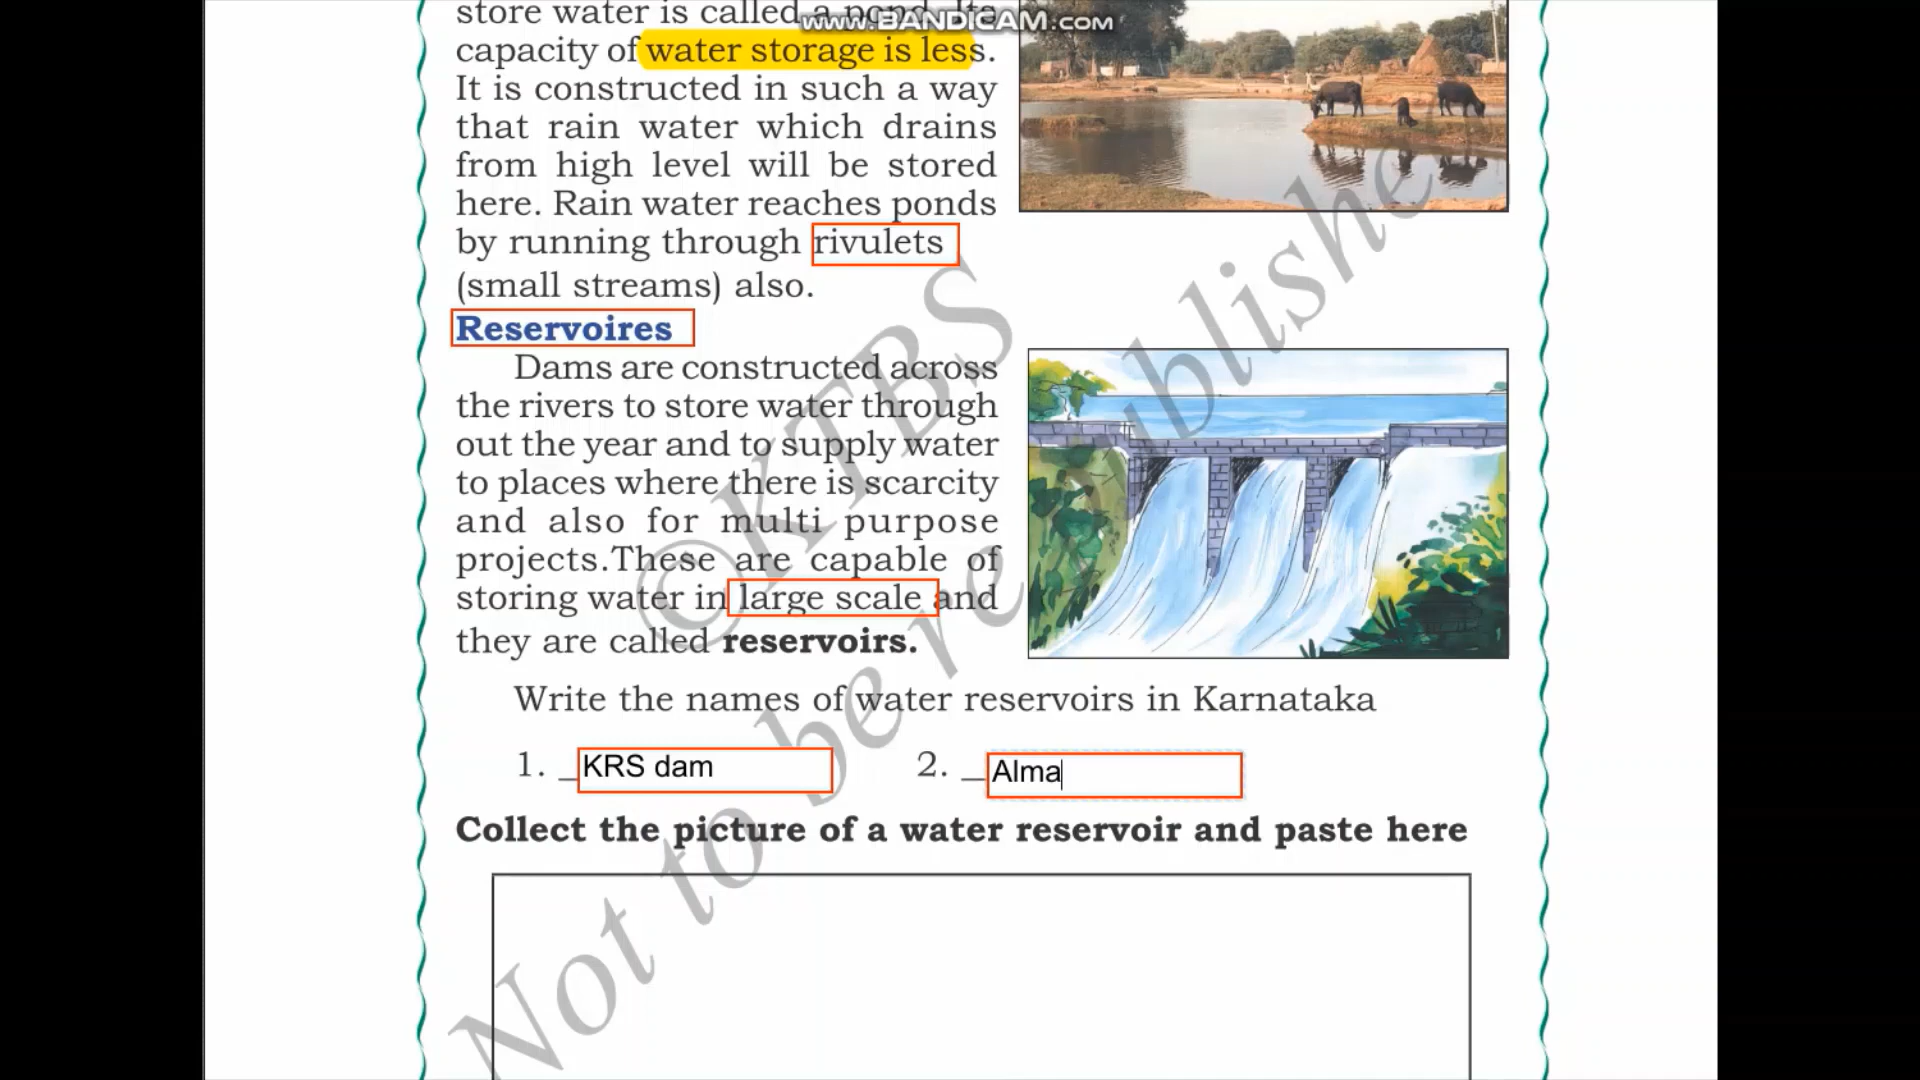 store water is called a pond. Its
www.BANDICAM.com
capacity of water storage is less.
It is constructed in such a way
that rain water which drains
from high level will be stored
here. Rain water reaches ponds
by running through rivulets
(small streams) also.
Reservoires
Dams are constructed across
the rivers to store water through
out the year and to supply water
to places where there is scarcity
and also for multi purpose
projects.These are capable of
storing water in large scale and
they are called reservoirs.
Write the names of water reservoirs in Karnataka
1. _ KRS dam 2. _ Alma
Collect the picture of a water reservoir and paste here
©KTBS
Not to be republishe